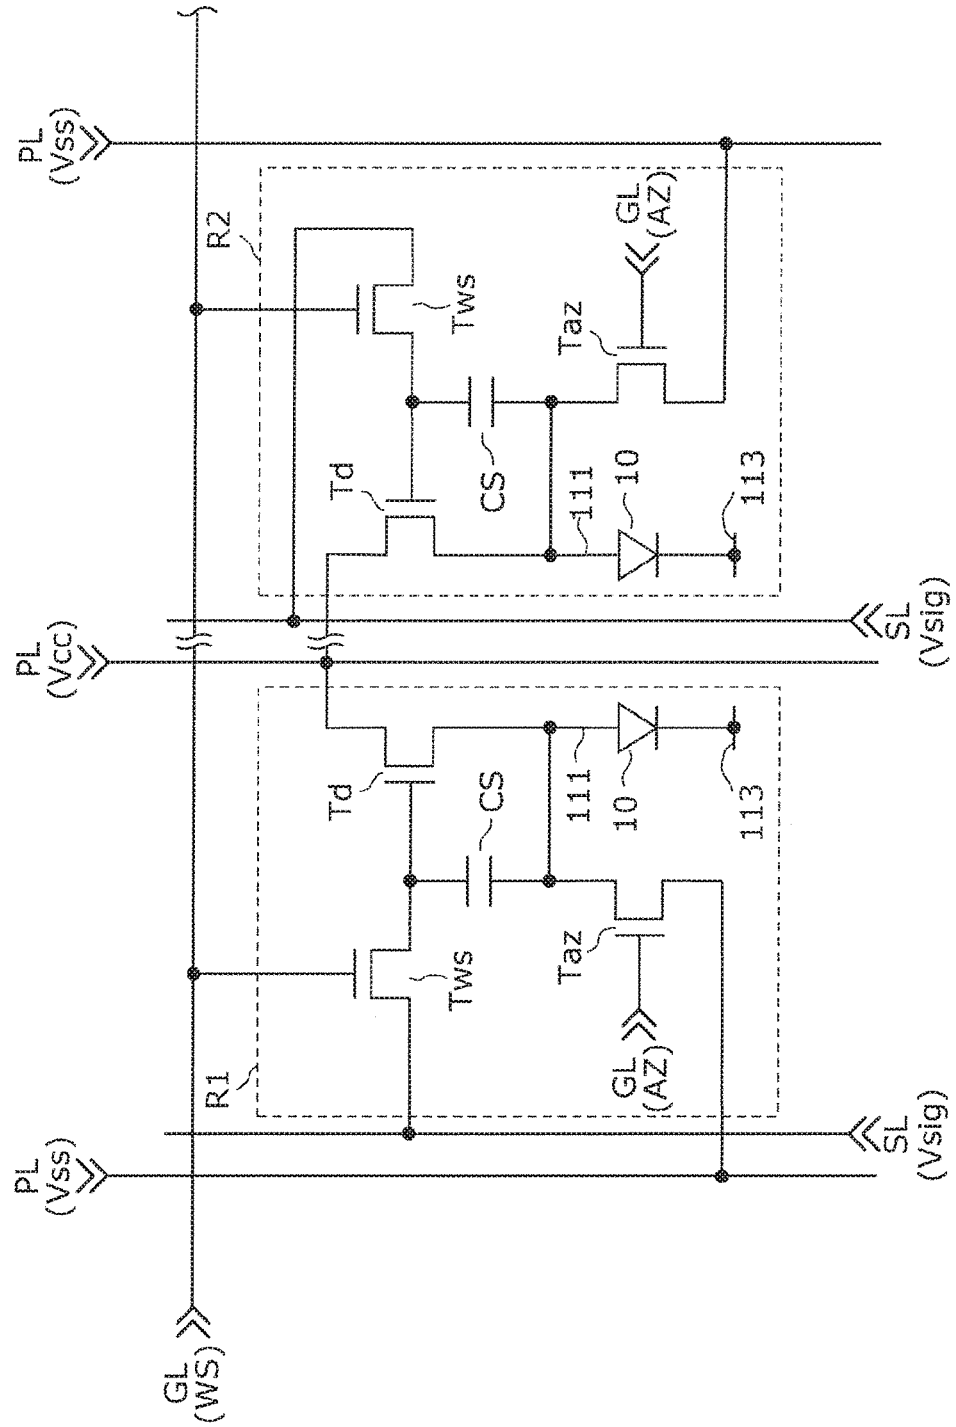 PL
(Vss)
PL
(Vcc)
PL
(Vss)
GL
(WS)
R1
R2
Td
Td
Tws
CS
CS
Tws
Taz
111
111
Taz
GL
(AZ)
10
10
GL
(AZ)
113
113
SL
(Vsig)
SL
(Vsig)